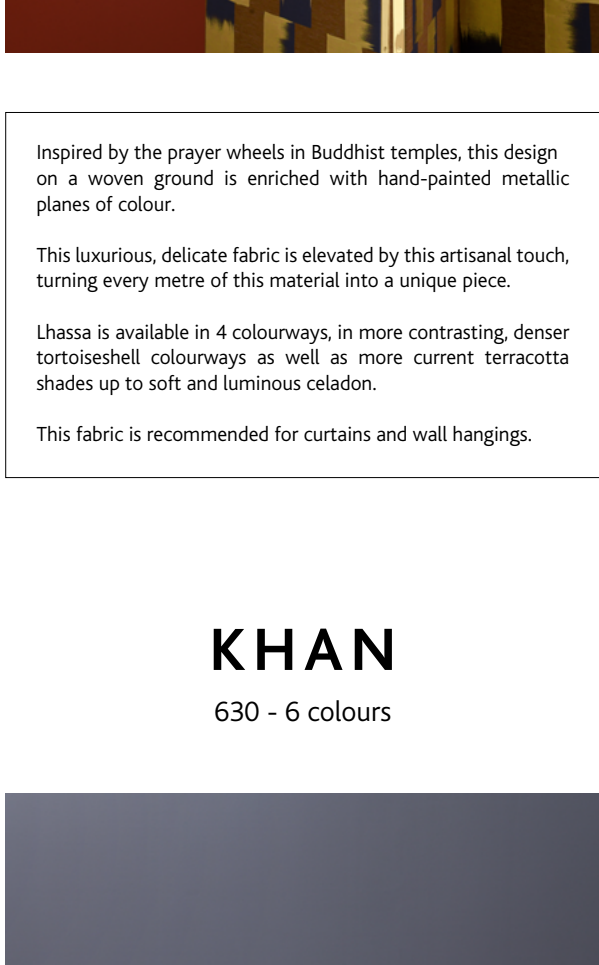 Inspired by the prayer wheels in Buddhist temples, this design
on a woven ground is enriched with hand-painted metallic
planes of colour.
This luxurious, delicate fabric is elevated by this artisanal touch,
turning every metre of this material into a unique piece.
Lhassa is available in 4 colourways, in more contrasting, denser
tortoiseshell colourways as well as more current terracotta
shades up to soft and luminous celadon.
This fabric is recommended for curtains and wall hangings.
KHAN
630 - 6 colours